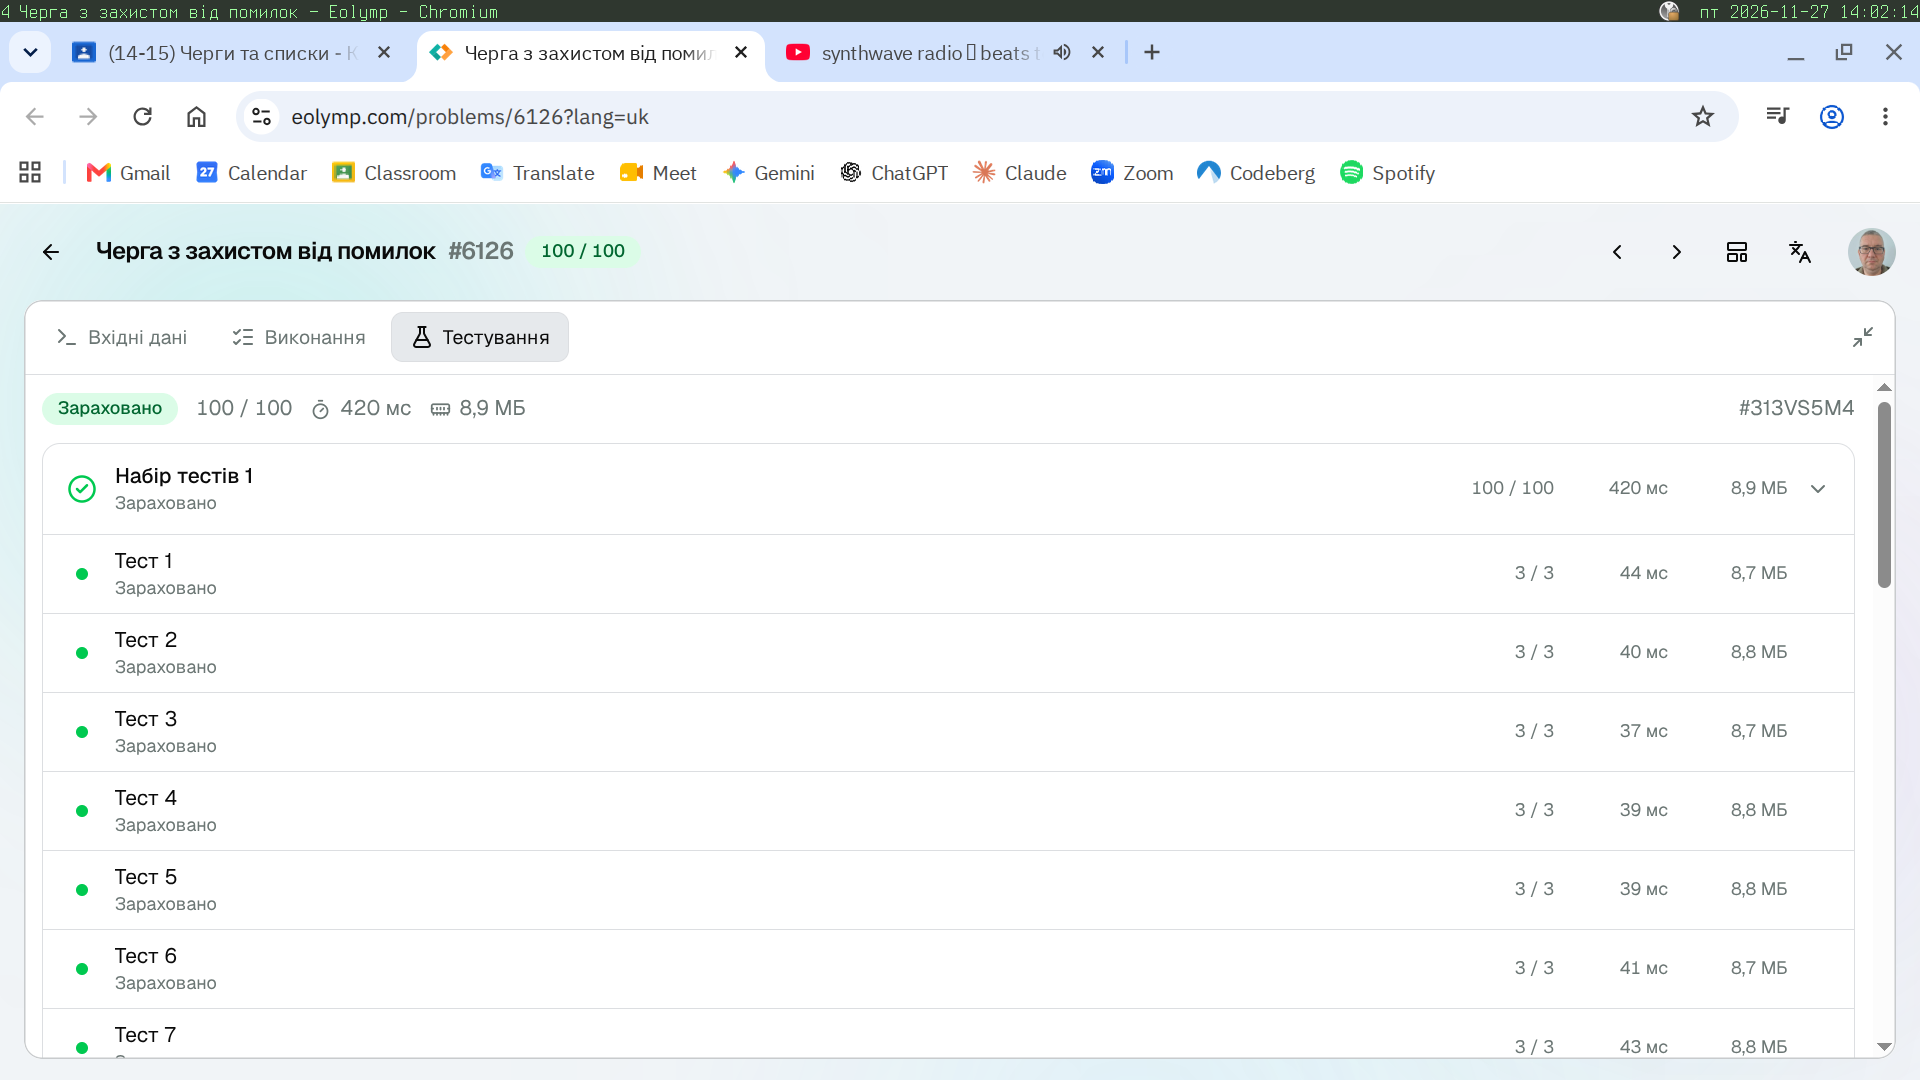 4 Черга з захистом від помилок - Eolymp - Chromium
пт 2026-11-27 14:02:14
(14-15) Черги та списки - К
Черга з захистом від помил
synthwave radio beats t
eolymp.com/problems/6126?lang=uk
Gmail
27 Calendar
Classroom
Translate
Meet
Gemini
ChatGPT
Claude
zm Zoom
Codeberg
Spotify
Черга з захистом від помилок #6126 100 / 100
Вхідні дані
Виконання
Тестування
Зараховано 100 / 100 420 мс 8,9 МБ #313VS5M4
Набір тестів 1
Зараховано
100 / 100 420 мс 8,9 МБ
Тест 1
Зараховано
3 / 3 44 мс 8,7 МБ
Тест 2
Зараховано
3 / 3 40 мс 8,8 МБ
Тест 3
Зараховано
3 / 3 37 мс 8,7 МБ
Тест 4
Зараховано
3 / 3 39 мс 8,8 МБ
Тест 5
Зараховано
3 / 3 39 мс 8,8 МБ
Тест 6
Зараховано
3 / 3 41 мс 8,7 МБ
Тест 7
3 / 3 43 мс 8,8 МБ